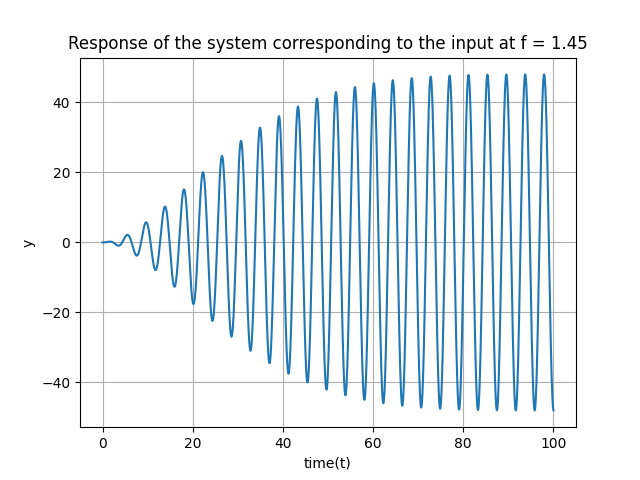 Response of the system corresponding to the input at f = 1.45
40
20
0
−20
−40
y
0 20 40 60 80 100
time(t)